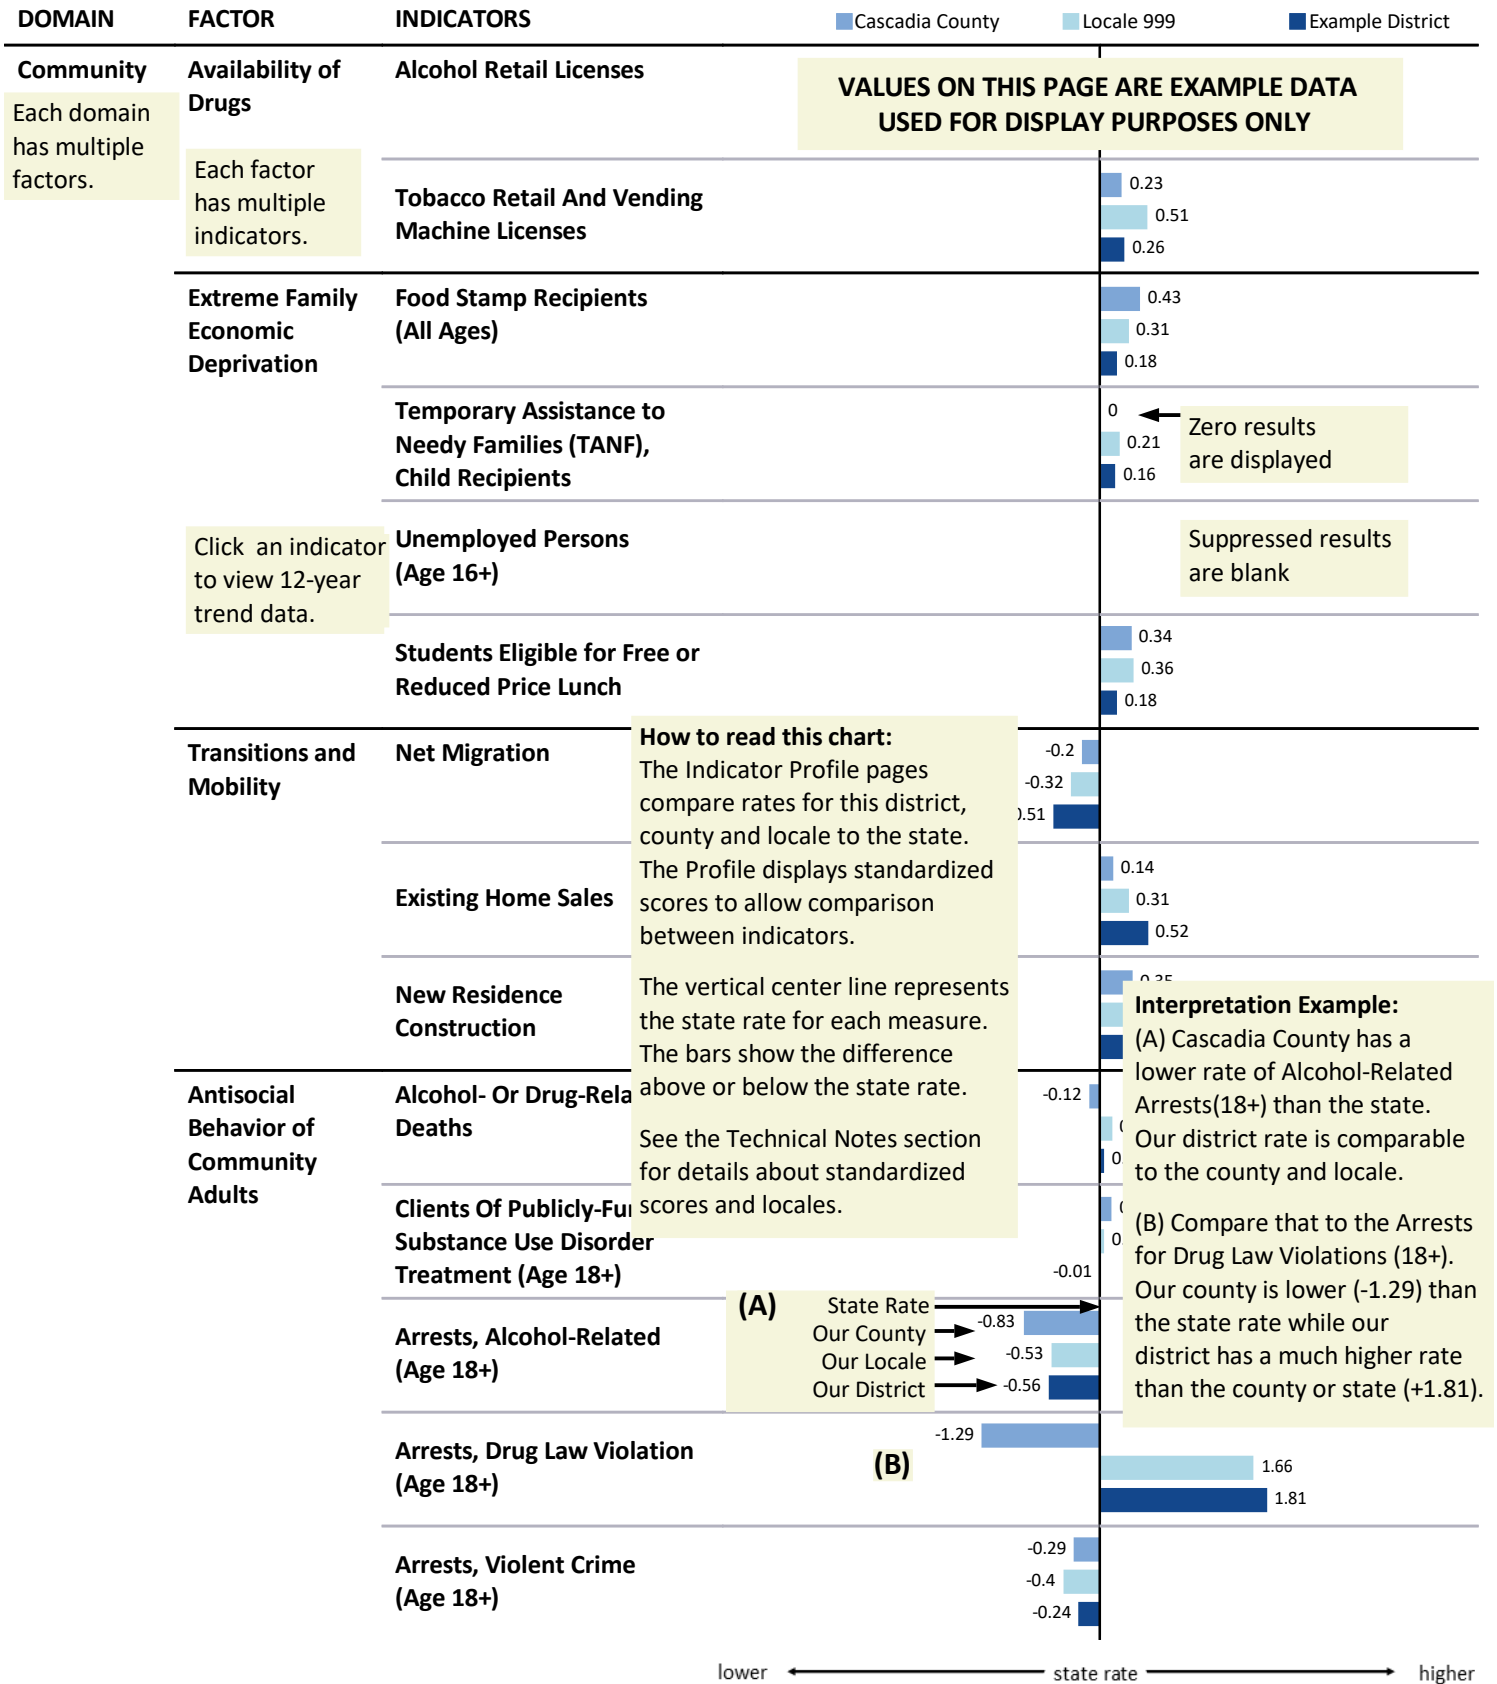 DOMAIN FACTOR INDICATORS Cascadia County Locale 999 Example District
Community
Each domain
has multiple
factors.
Availability of
Drugs
Each factor
has multiple
indicators.
Alcohol Retail Licenses
VALUES ON THIS PAGE ARE EXAMPLE DATA
USED FOR DISPLAY PURPOSES ONLY
Tobacco Retail And Vending
Machine Licenses
0.23
0.51
0.26
Extreme Family
Economic
Deprivation
Food Stamp Recipients
(All Ages)
0.43
0.31
0.18
Temporary Assistance to
Needy Families (TANF),
Child Recipients
0
0.21
0.16
Zero results
are displayed
Click an indicator
to view 12-year
trend data.
Unemployed Persons
(Age 16+)
Suppressed results
are blank
Students Eligible for Free or
Reduced Price Lunch
0.34
0.36
0.18
Transitions and
Mobility
Net Migration
-0.2
-0.32
.51
How to read this chart:
The Indicator Profile pages
compare rates for this district,
county and locale to the state.
The Profile displays standardized
scores to allow comparison
between indicators.
The vertical center line represents
the state rate for each measure.
The bars show the difference
above or below the state rate.
See the Technical Notes section
for details about standardized
scores and locales.
Existing Home Sales
0.14
0.31
0.52
New Residence
Construction
Interpretation Example:
(A) Cascadia County has a
lower rate of Alcohol-Related
Arrests(18+) than the state.
Our district rate is comparable
to the county and locale.
(B) Compare that to the Arrests
for Drug Law Violations (18+).
Our county is lower (-1.29) than
the state rate while our
district has a much higher rate
than the county or state (+1.81).
Antisocial
Behavior of
Community
Adults
Alcohol- Or Drug-Rela
Deaths
-0.12
0.
Clients Of Publicly-Fu
Substance Use Disorder
Treatment (Age 18+)
0.
-0.01
Arrests, Alcohol-Related
(Age 18+)
(A) State Rate
Our County -0.83
Our Locale -0.53
Our District -0.56
Arrests, Drug Law Violation
(Age 18+)
(B)
-1.29
1.66
1.81
Arrests, Violent Crime
(Age 18+)
-0.29
-0.4
-0.24
lower state rate higher